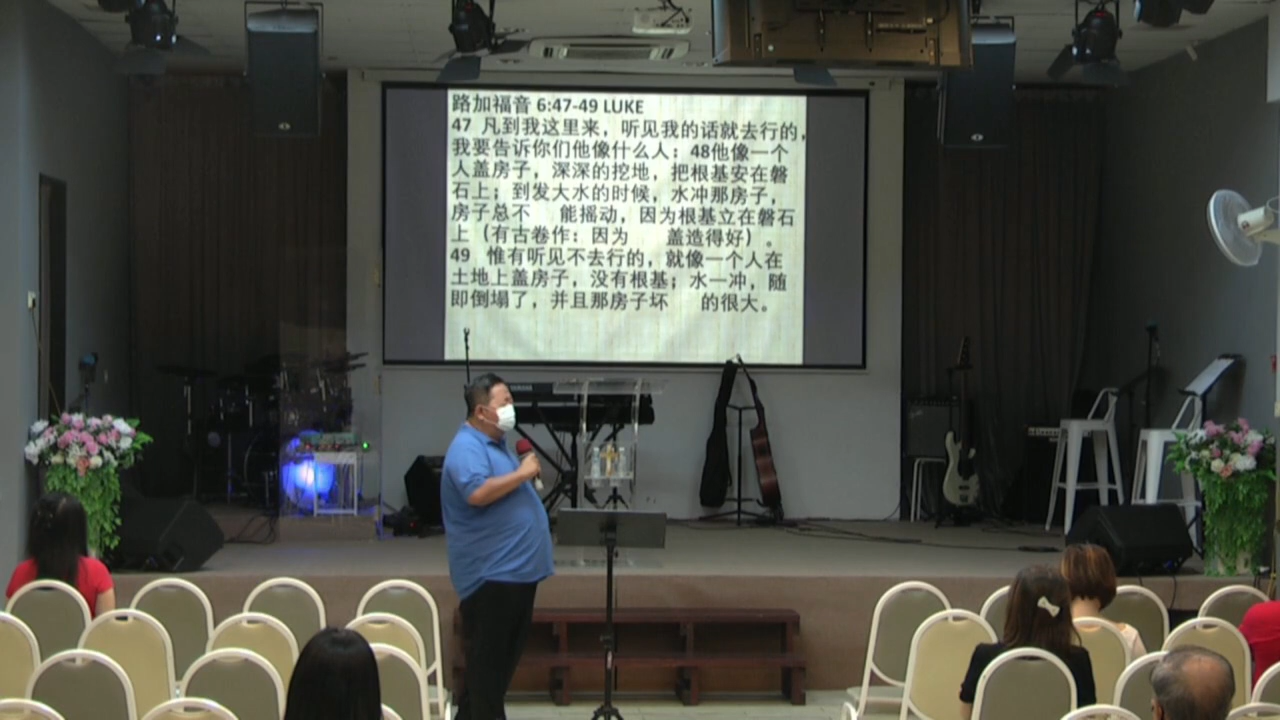 路加福音 6:47-49 LUKE
47 凡到我这里来，听见我的话就去行的，
我要告诉你们他像什么人：48他像一个
人盖房子，深深的挖地，把根基安在磐
石上；到发大水的时候，水冲那房子，
房子总不 能摇动，因为根基立在磐石
上（有古卷作：因为 盖造得好）。
49 惟有听见不去行的，就像一个人在
土地上盖房子，没有根基；水一冲，随
即倒塌了，并且那房子坏 的很大。